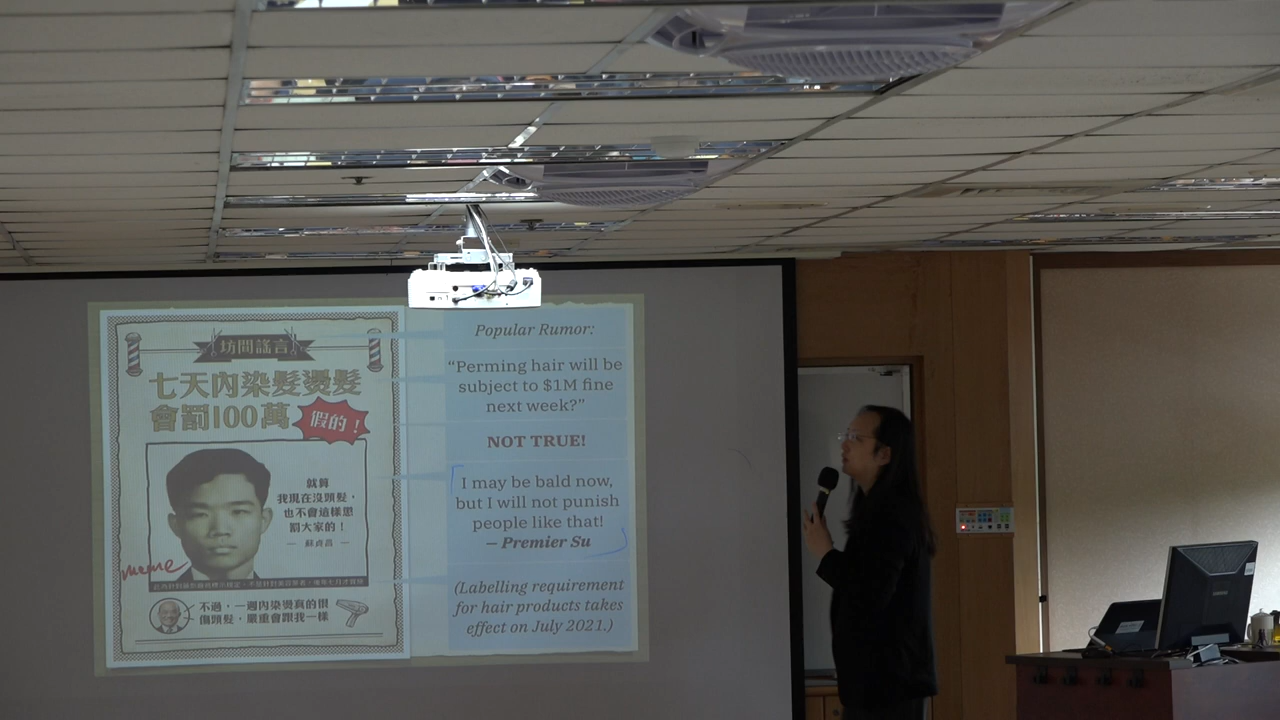 坊間謠言
七天內染髮燙髮
會罰100萬
假的！
就算
我現在沒頭髮，
也不會這樣懲
罰大家的！
— 蘇貞昌 —
meme
不過，一週內染燙真的很
傷頭髮，嚴重會跟我一樣
Popular Rumor:
“Perming hair will be
subject to $1M fine
next week?”
NOT TRUE!
I may be bald now,
but I will not punish
people like that!
– Premier Su
(Labelling requirement
for hair products takes
effect on July 2021.)
SAMSUNG